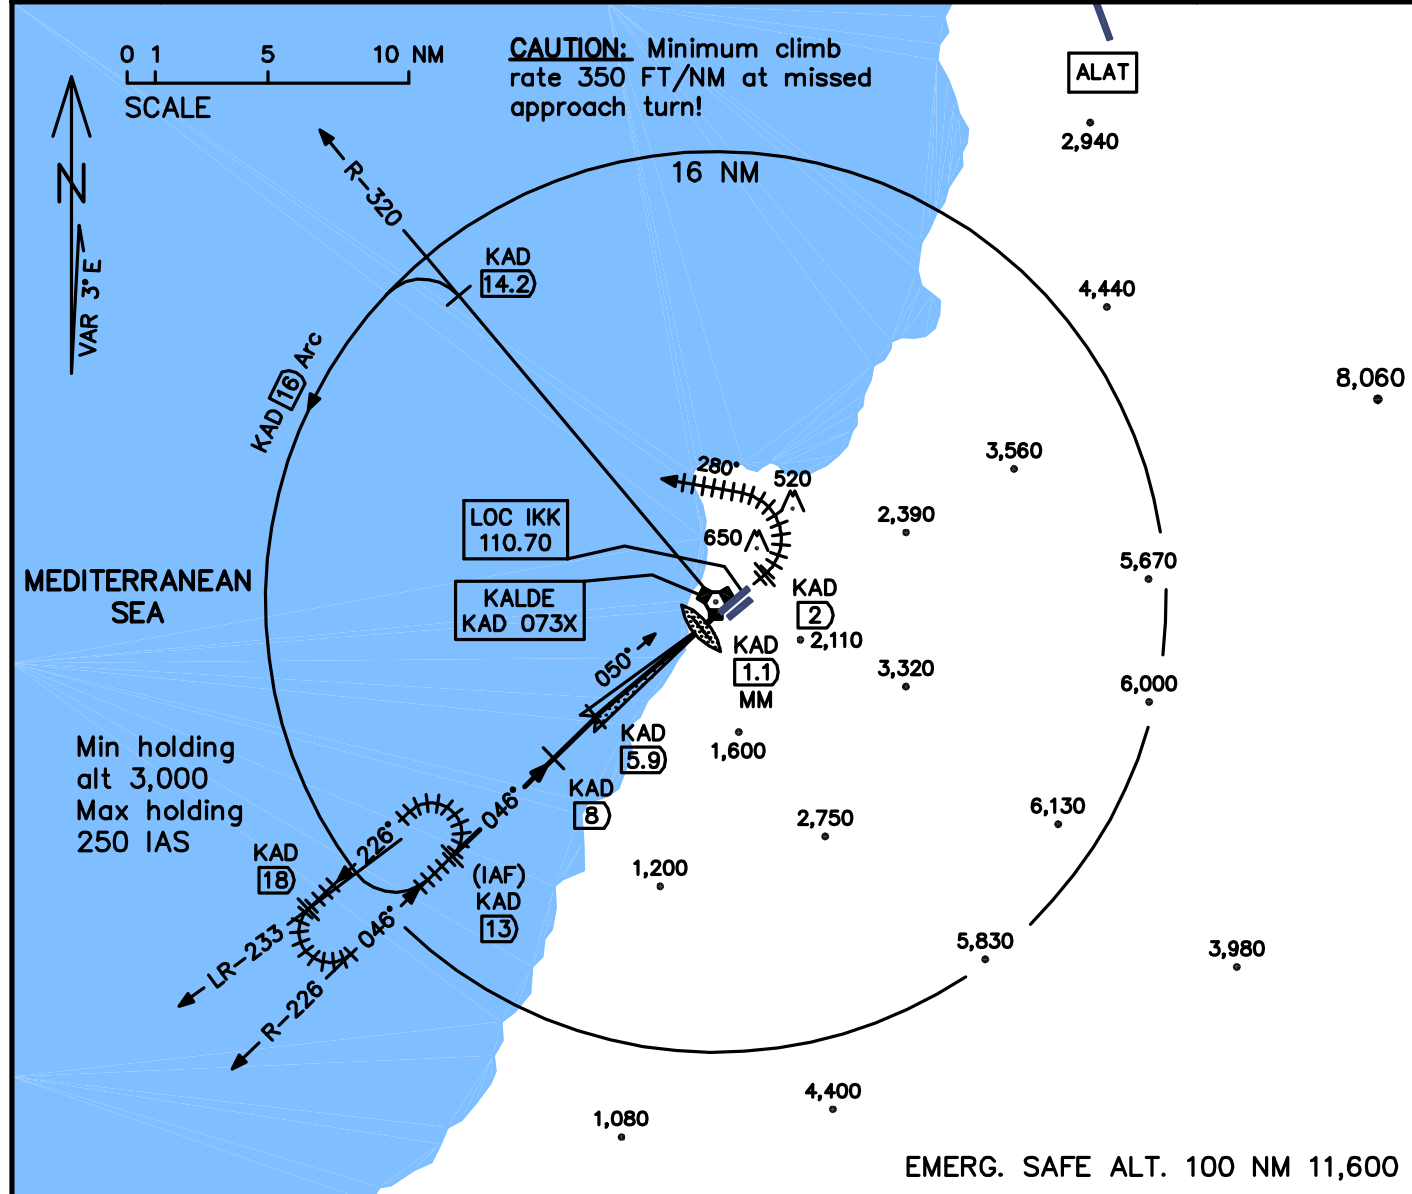 0 1 5 10 NM
SCALE
CAUTION: Minimum climb
rate 350 FT/NM at missed
approach turn!
ALAT
2,940
N
VAR 3°E
16 NM
R-320
KAD
14.2
4,440
KAD 16 Arc
8,060
3,560
280°
520
2,390
650
LOC IKK
110.70
5,670
MEDITERRANEAN
SEA
KALDE
KAD 073X
KAD
2
2,110
KAD
1.1
MM
3,320
6,000
050°
KAD
5.9
1,600
Min holding
alt 3,000
Max holding
250 IAS
KAD
8
046°
2,750
6,130
226°
KAD
18
1,200
(IAF)
KAD
13
046°
LR-233
R-226
5,830
3,980
4,400
1,080
EMERG. SAFE ALT. 100 NM 11,600